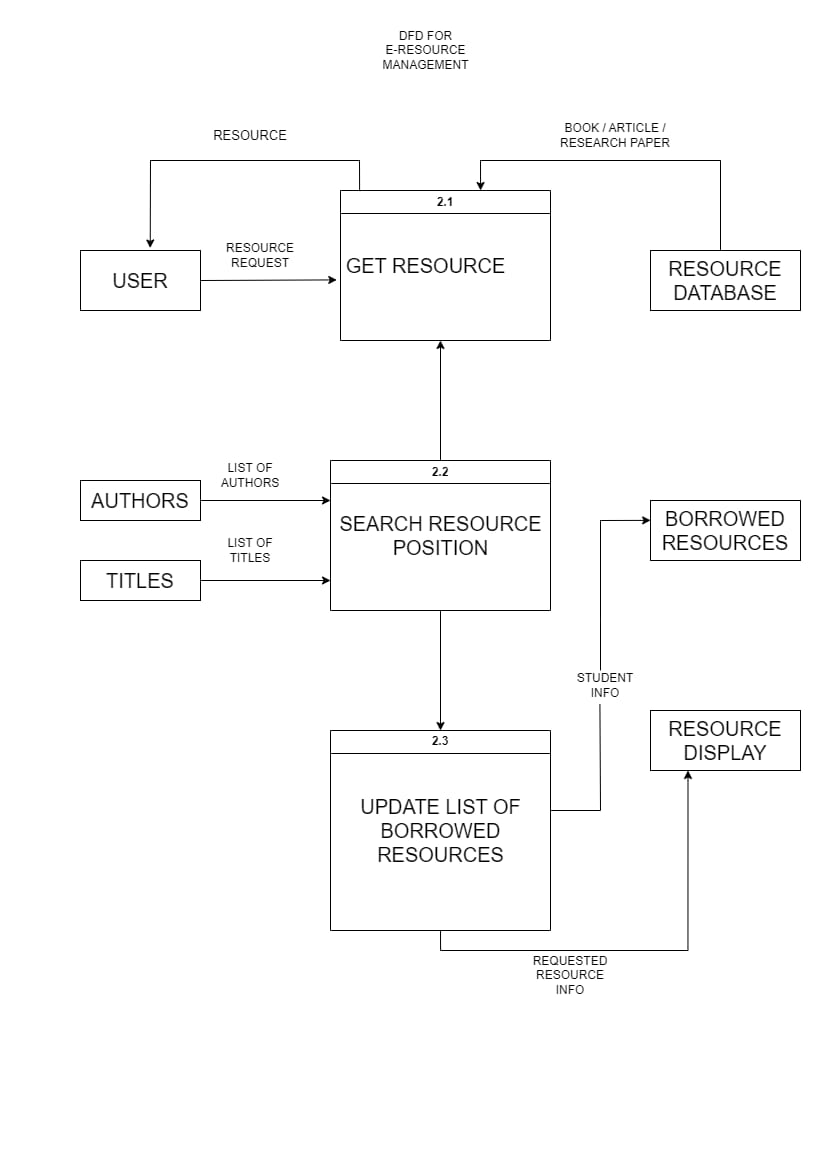 DFD FOR
E-RESOURCE
MANAGEMENT
RESOURCE
BOOK / ARTICLE /
RESEARCH PAPER
2.1
RESOURCE
REQUEST
GET RESOURCE
USER
RESOURCE
DATABASE
LIST OF
AUTHORS
2.2
AUTHORS
SEARCH RESOURCE
POSITION
BORROWED
RESOURCES
LIST OF
TITLES
TITLES
STUDENT
INFO
RESOURCE
DISPLAY
2.3
UPDATE LIST OF
BORROWED
RESOURCES
REQUESTED
RESOURCE
INFO